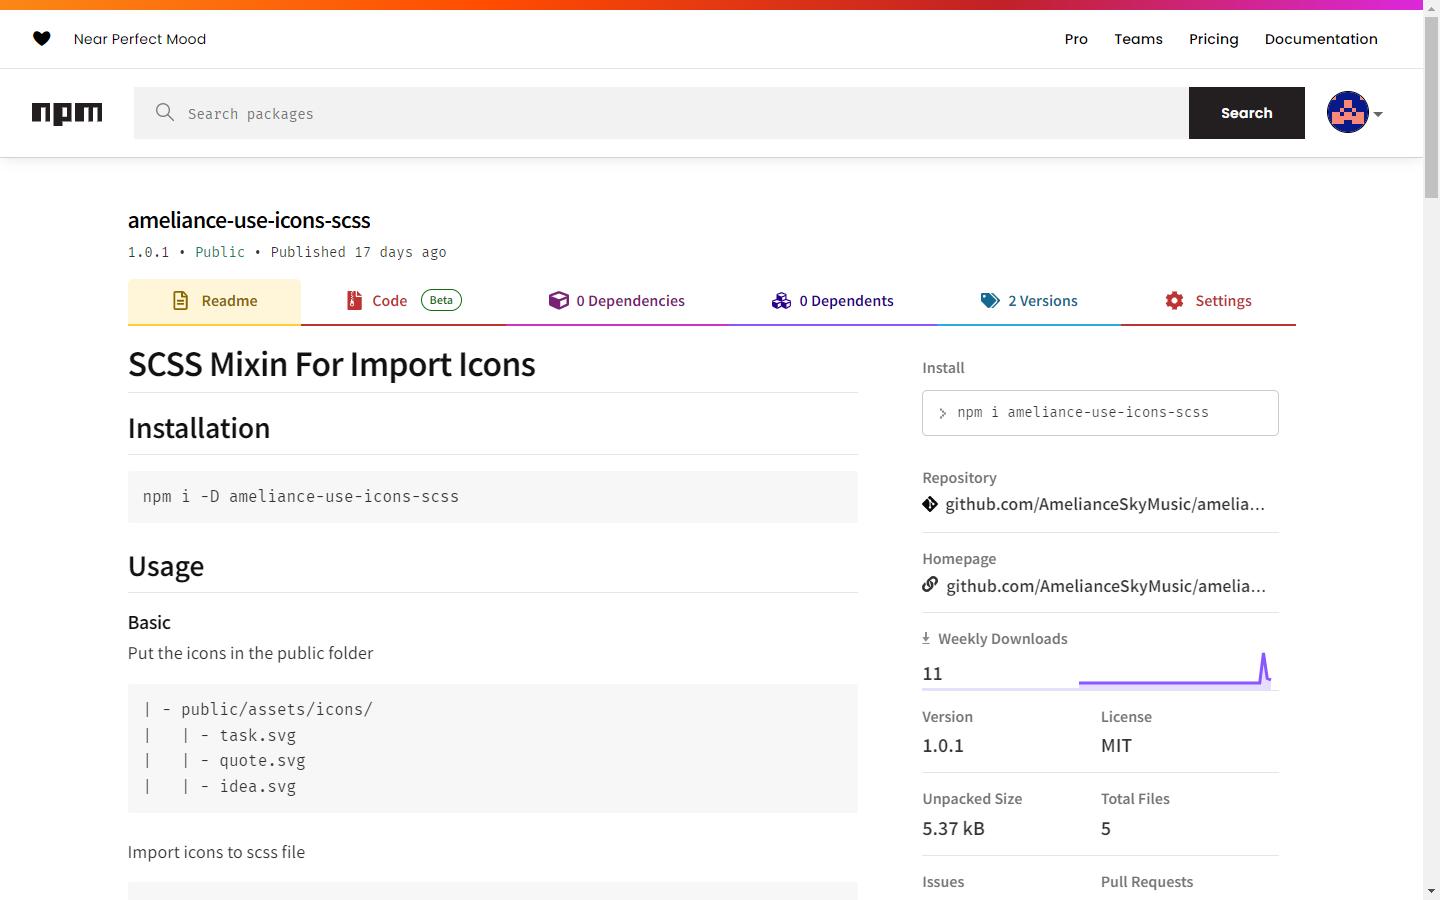 Near Perfect Mood
Pro
Teams
Pricing
Documentation
npm
Search packages
Search
ameliance-use-icons-scss
1.0.1 • Public • Published 17 days ago
Readme
Code Beta
0 Dependencies
0 Dependents
2 Versions
Settings
SCSS Mixin For Import Icons
Installation
npm i -D ameliance-use-icons-scss
Usage
Basic
Put the icons in the public folder
| - public/assets/icons/
|   | - task.svg
|   | - quote.svg
|   | - idea.svg
Import icons to scss file
Install
> npm i ameliance-use-icons-scss
Repository
github.com/AmelianceSkyMusic/amelia...
Homepage
github.com/AmelianceSkyMusic/amelia...
Weekly Downloads
11
Version
License
1.0.1
MIT
Unpacked Size
Total Files
5.37 kB
5
Issues
Pull Requests